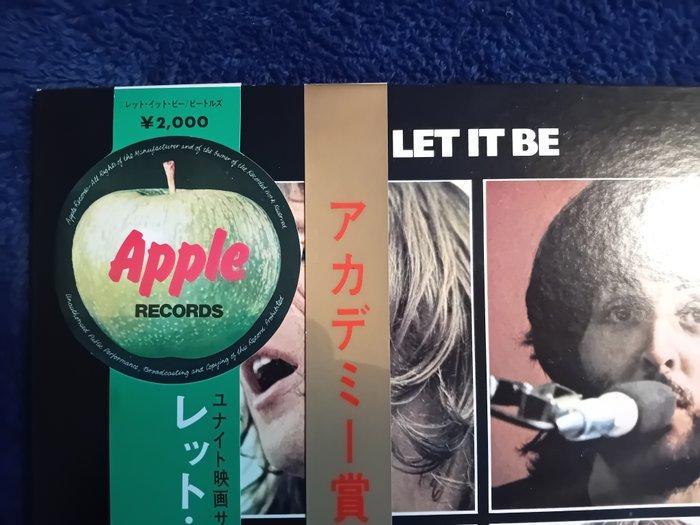 レット・イット・ビー/ビートルズ
¥2,000
Apple Records·All Rights of the Manufacturer and of the Owner of the Recorded Work Reserved
Apple
RECORDS
Unauthorised Public Performance, Broadcasting and Copying of this Record Prohibited
レット・
ユナイト映画サ
アカデミー賞
LET IT BE